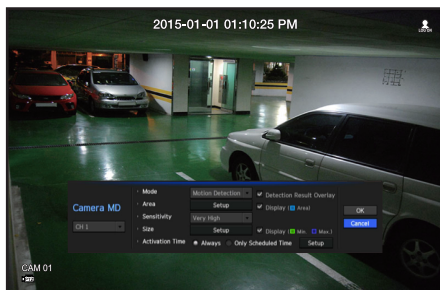 2015-01-01 01:10:25 PM
LOG ON
Camera MD
CH 1
Mode Motion Detection Detection Result Overlay
Area Setup Display ( Area)
Sensitivity Very High
Size Setup Display ( Min. Max.)
Activation Time Always Only Scheduled Time Setup
OK
Cancel
CAM 01